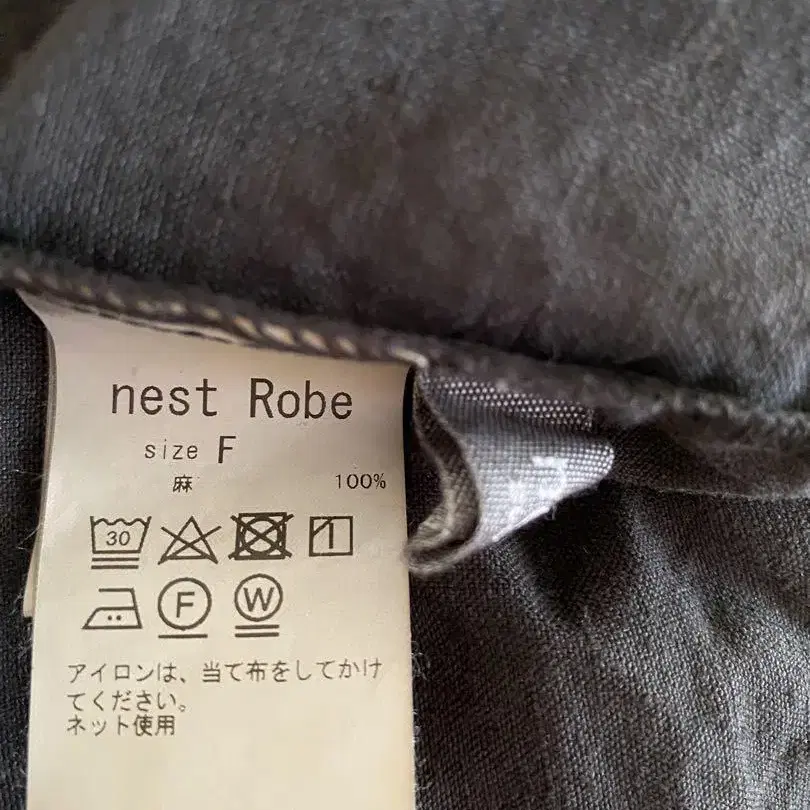 nest Robe
size F
麻 100%
30
F W
アイロンは、当て布をしてかけ
てください。
ネット使用